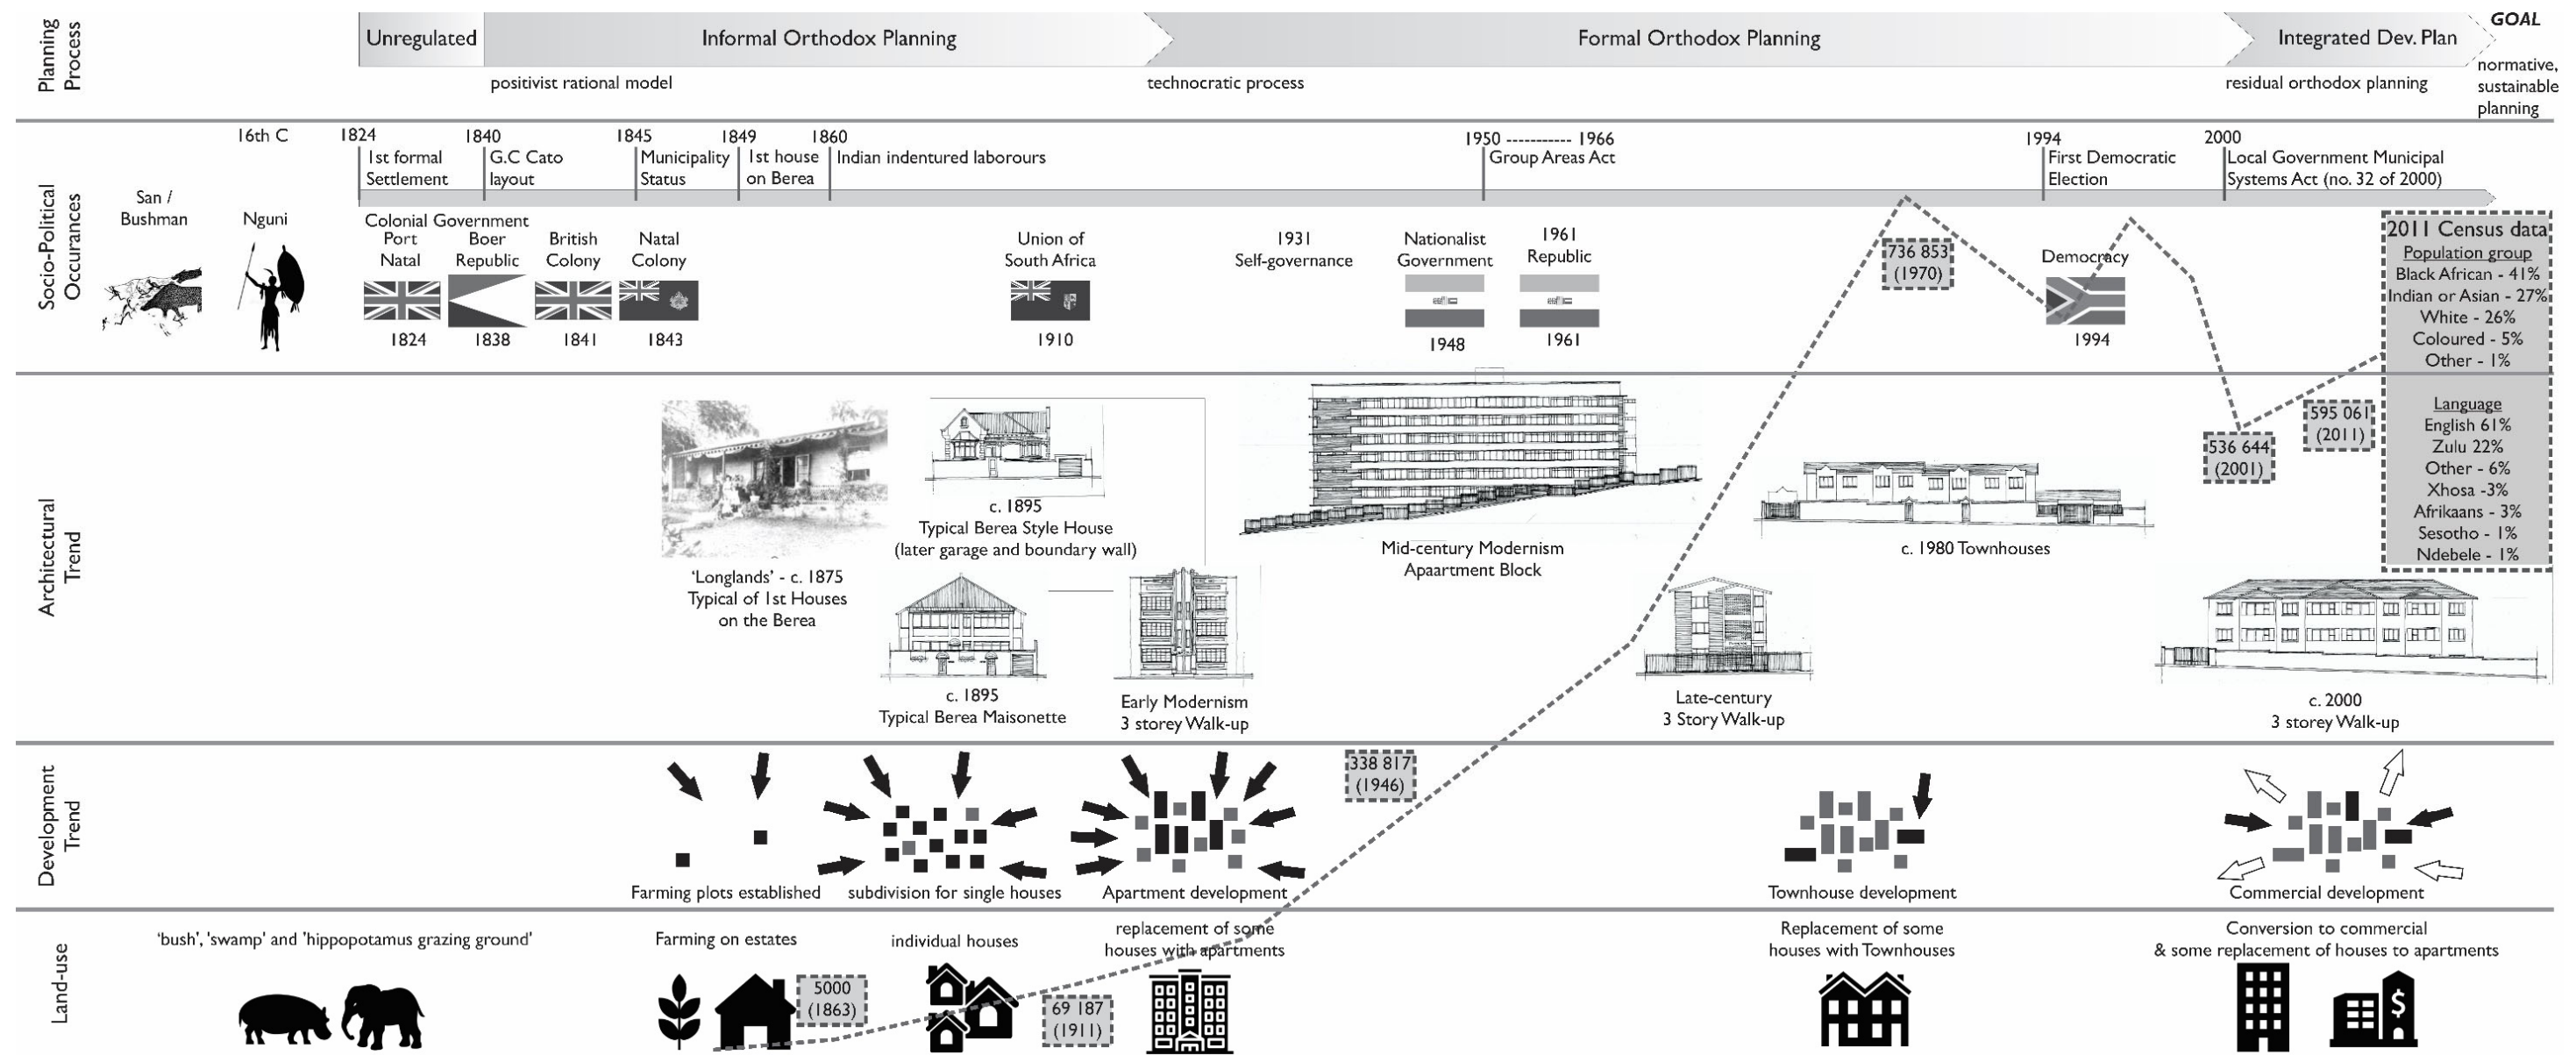 Planning
Process
Unregulated
Informal Orthodox Planning
Formal Orthodox Planning
Integrated Dev. Plan
GOAL
positivist rational model
technocratic process
residual orthodox planning
normative,
sustainable
planning
Socio-Political
Occurances
16th C
1824
1st formal
Settlement
1840
G.C Cato
layout
1845
Municipality
Status
1849
1st house
on Berea
1860
Indian indentured laborours
1950 ----------- 1966
Group Areas Act
1994
First Democratic
Election
2000
Local Government Municipal
Systems Act (no. 32 of 2000)
San /
Bushman
Nguni
Colonial Government
Port
Natal
1824
Boer
Republic
1838
British
Colony
1841
Natal
Colony
1843
Union of
South Africa
1910
1931
Self-governance
Nationalist
Government
1948
1961
Republic
1961
736 853
(1970)
Democracy
1994
2011 Census data
Population group
Black African - 41%
Indian or Asian - 27%
White - 26%
Coloured - 5%
Other - 1%
Language
English 61%
Zulu 22%
Other - 6%
Xhosa -3%
Afrikaans - 3%
Sesotho - 1%
Ndebele - 1%
Architectural
Trend
'Longlands' - c. 1875
Typical of 1st Houses
on the Berea
c. 1895
Typical Berea Style House
(later garage and boundary wall)
c. 1895
Typical Berea Maisonette
Early Modernism
3 storey Walk-up
Mid-century Modernism
Apaartment Block
Late-century
3 Story Walk-up
c. 1980 Townhouses
536 644
(2001)
595 061
(2011)
c. 2000
3 storey Walk-up
Development
Trend
Farming plots established
subdivision for single houses
Apartment development
338 817
(1946)
Townhouse development
Commercial development
Land-use
'bush', 'swamp' and 'hippopotamus grazing ground'
Farming on estates
5000
(1863)
individual houses
69 187
(1911)
replacement of some
houses with apartments
Replacement of some
houses with Townhouses
Conversion to commercial
& some replacement of houses to apartments
$